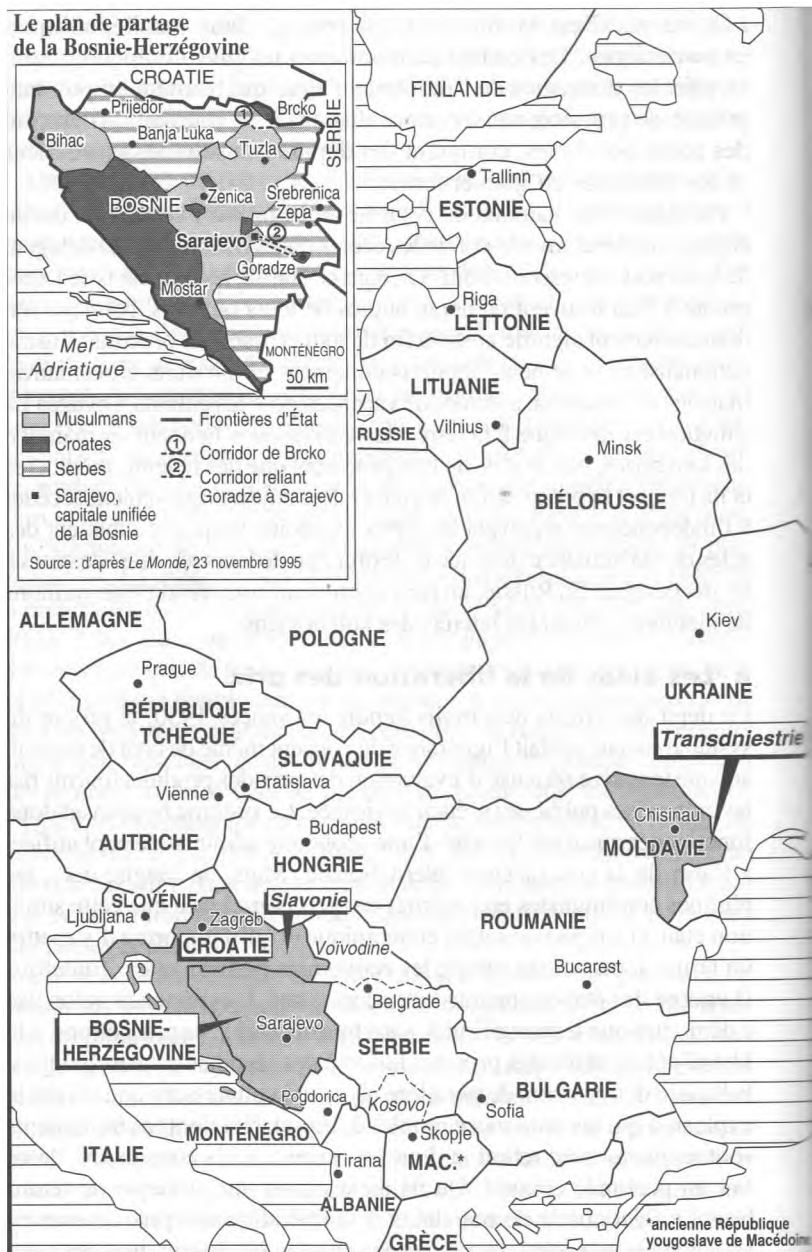 Le plan de partage
de la Bosnie-Herzégovine
CROATIE
Prijedor
①
Brcko
Banja Luka
Bihac
SERBIE
Tuzla
Zenica
Srebrenica
BOSNIE
Zepa
Sarajevo
②
Gorazde
Mostar
Mer
Adriatique
MONTÉNÉGRO
50 km
Musulmans
Croates
Serbes
Sarajevo,
capitale unifiée
de la Bosnie
Frontières d'État
① Corridor de Brcko
② Corridor reliant
Goradze à Sarajevo
Source : d'après Le Monde, 23 novembre 1995
FINLANDE
Tallinn
ESTONIE
Riga
LETTONIE
LITUANIE
RUSSIE
Vilnius
Minsk
BIÉLORUSSIE
ALLEMAGNE
POLOGNE
Kiev
Prague
UKRAINE
RÉPUBLIQUE
TCHÈQUE
Transdniestrie
SLOVAQUIE
Vienne
Bratislava
Chisinau
MOLDAVIE
Budapest
AUTRICHE
HONGRIE
SLOVÉNIE
Slavonie
Ljubljana
Zagreb
ROUMANIE
CROATIE
Voïvodine
Bucarest
Belgrade
BOSNIE-
HERZÉGOVINE
Sarajevo
SERBIE
BULGARIE
Pogdorica
Kosovo
Sofia
MONTÉNÉGRO
Skopje
ITALIE
MAC.*
Tirana
ALBANIE
GRÈCE
*ancienne République
yougoslave de Macédoine